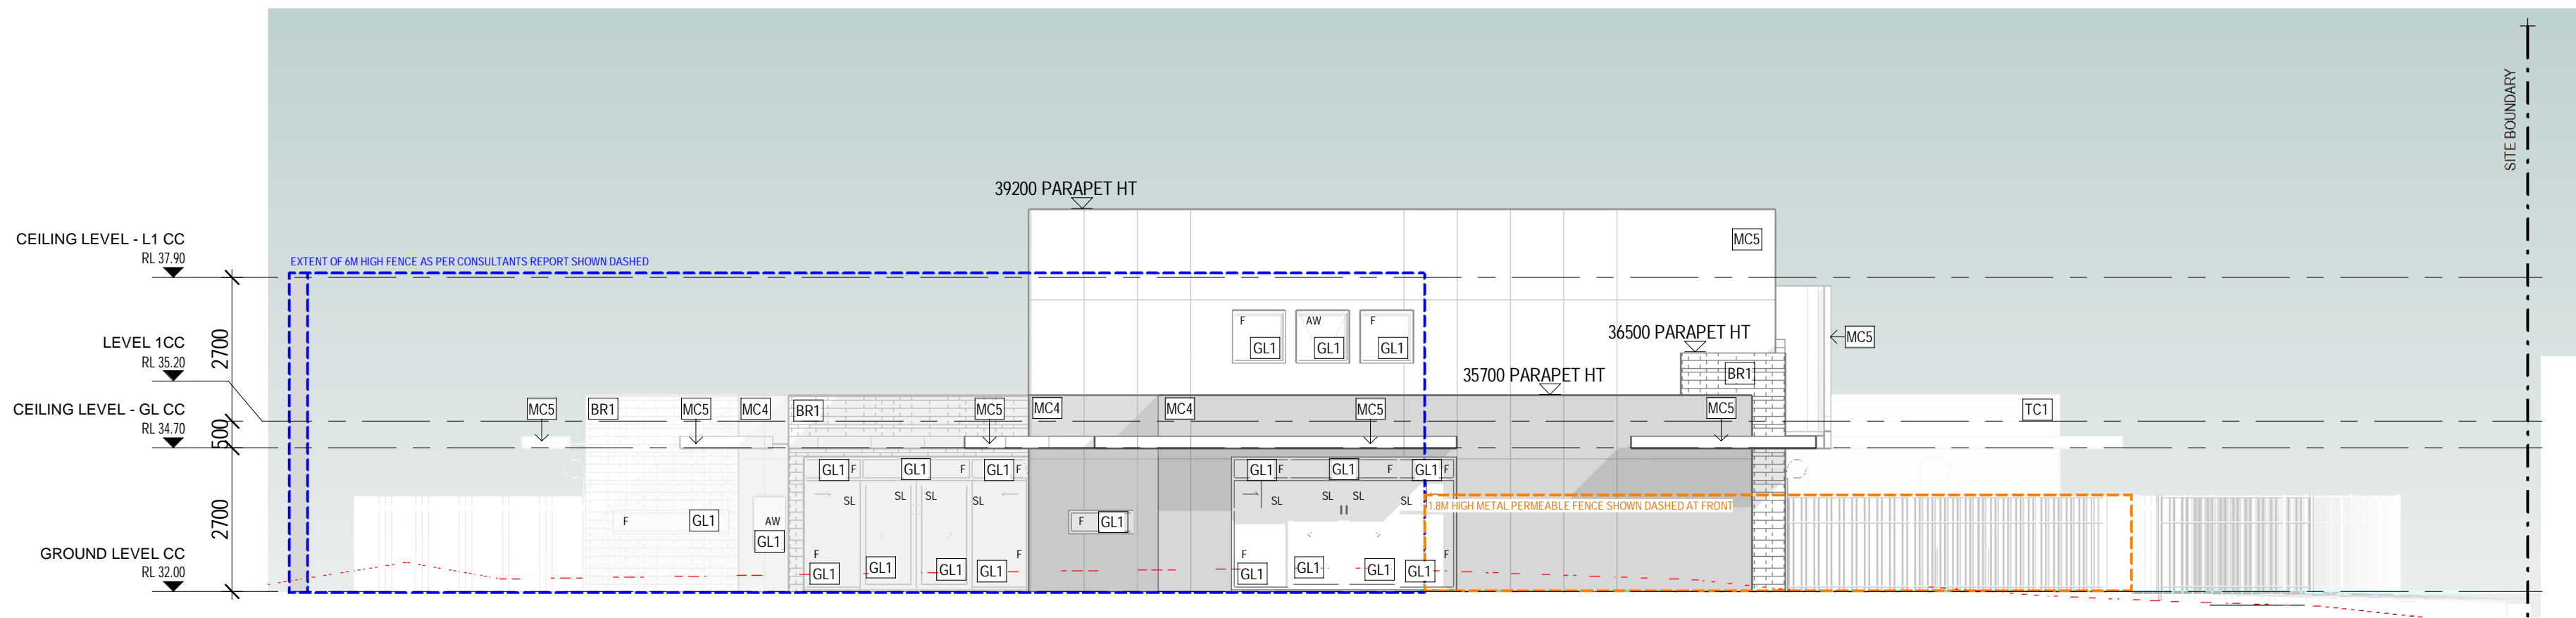 SITE BOUNDARY
39200 PARAPET HT
CEILING LEVEL - L1 CC
RL 37.90
MC5
EXTENT OF 6M HIGH FENCE AS PER CONSULTANTS REPORT SHOWN DASHED
F
AW
F
GL1
GL1
GL1
36500 PARAPET HT
MC5
LEVEL 1CC
RL 35.20
2700
35700 PARAPET HT
BR1
CEILING LEVEL - GL CC
RL 34.70
500
MC5
BR1
MC5
MC4
BR1
MC5
MC4
MC4
MC5
MC5
TC1
GL1 F
GL1 F
GL1 F
GL1 F
GL1 F
GL1 F
SL
SL
SL
SL
SL
SL
SL
SL
1.8M HIGH METAL PERMEABLE FENCE SHOWN DASHED AT FRONT
2700
F
GL1
AW
GL1
F
GL1
GROUND LEVEL CC
RL 32.00
F
F
F
F
GL1
GL1
GL1
GL1
GL1
GL1
GL1
GL1